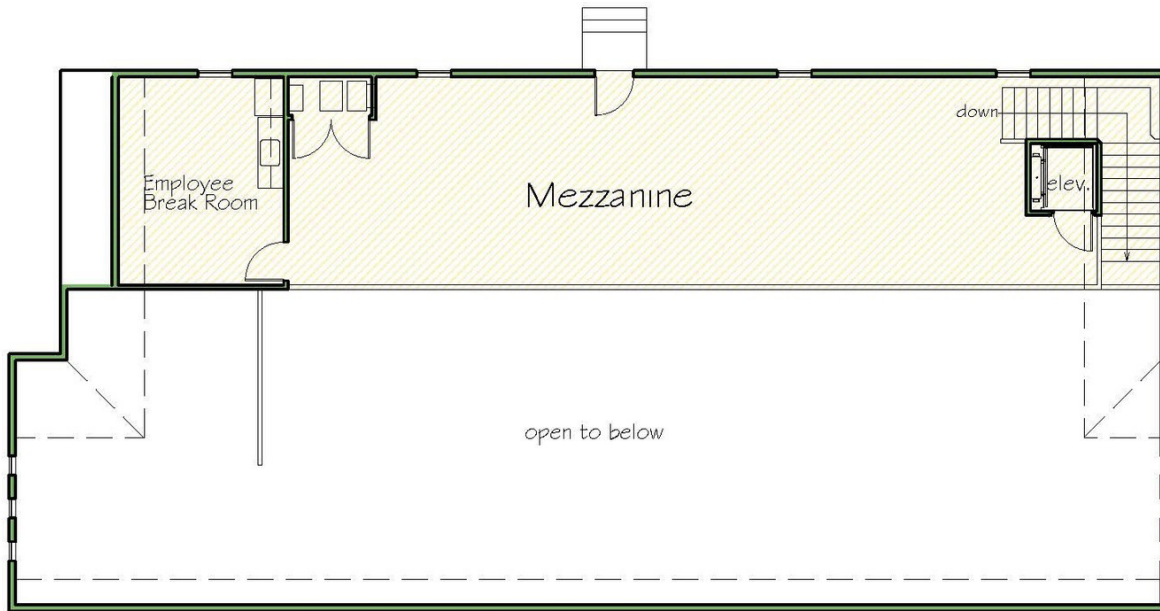 down
Employee
Break Room
Mezzanine
elev.
open to below